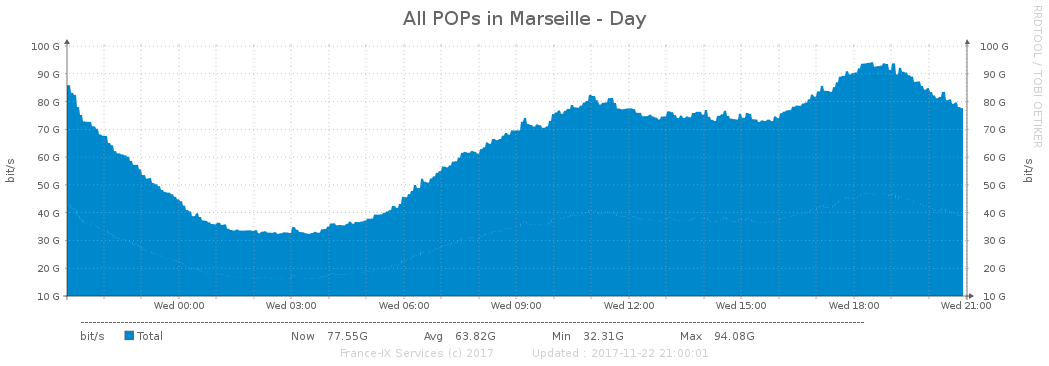 All POPs in Marseille - Day
RRDTOOL / TOBI OETIKER
bit/s
100 G 100 G
90 G 90 G
80 G 80 G
70 G 70 G
60 G 60 G
50 G 50 G
40 G 40 G
30 G 30 G
20 G 20 G
10 G 10 G
bit/s
Wed 00:00 Wed 03:00 Wed 06:00 Wed 09:00 Wed 12:00 Wed 15:00 Wed 18:00 Wed 21:00
bit/s Total Now 77.55G Avg 63.82G Min 32.31G Max 94.08G
France-IX Services (c) 2017 Updated : 2017-11-22 21:00:01